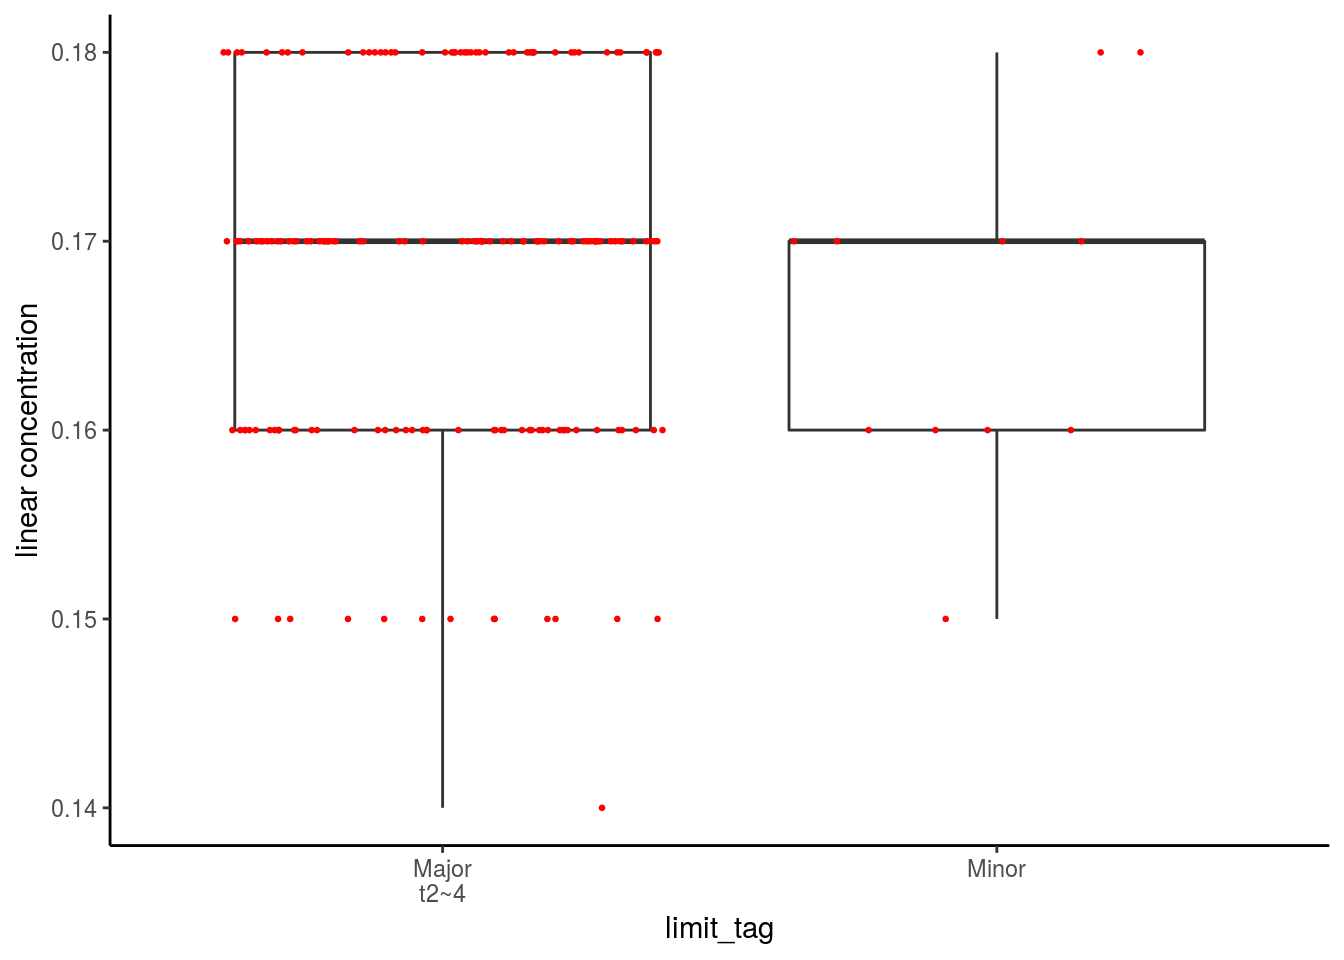 linear concentration
0.18
0.17
0.16
0.15
0.14
Major
t2~4
Minor
limit_tag